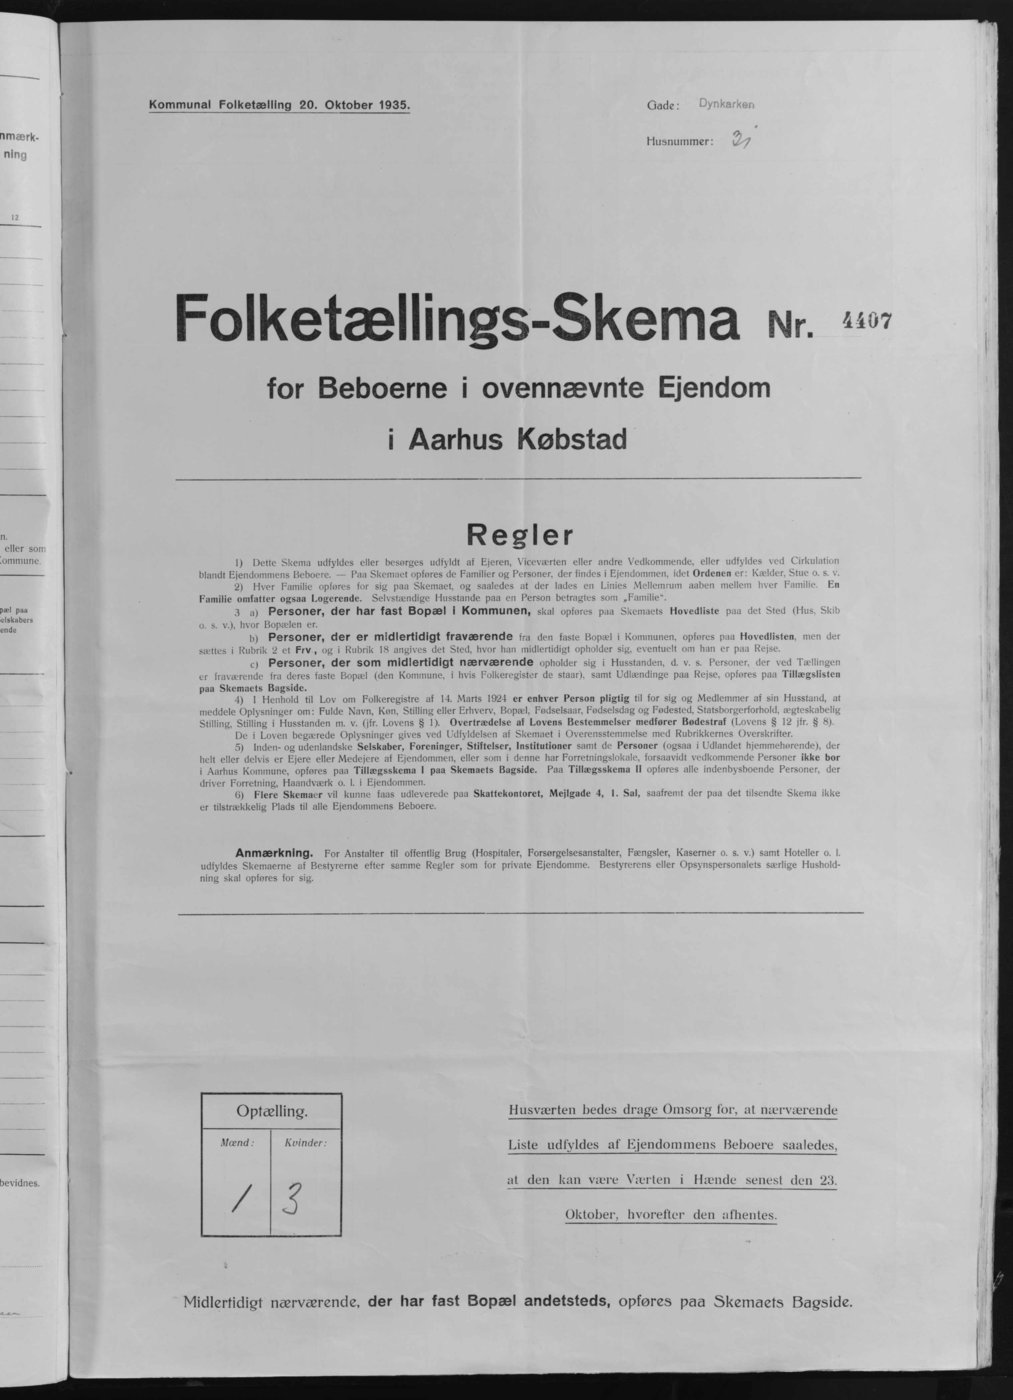 nmærk-
ning
12
n.
eller som
Kommune.
pæl paa
elskabers
ende
bevidnes.
Kommunal Folketælling 20. Oktober 1935.
Gade: Dynkarken
Husnummer:
Folketællings-Skema Nr. 4407
for Beboerne i ovennævnte Ejendom
i Aarhus Købstad
Regler
1) Dette Skema udfyldes eller besørges udfyldt af Ejeren, Viceværten eller andre Vedkommende, eller udfyldes ved Cirkulation
blandt Ejendommens Beboere. — Paa Skemaet opføres de Familier og Personer, der findes i Ejendommen, idet Ordenen er: Kælder, Stue o. s. v.
2) Hver Familie opføres for sig paa Skemaet, og saaledes at der lades en Linies Mellemrum aaben mellem hver Familie. En
Familie omfatter ogsaa Logerende. Selvstændige Husstande paa en Person betragtes som „Familie“.
3 a) Personer, der har fast Bopæl i Kommunen, skal opføres paa Skemaets Hovedliste paa det Sted (Hus, Skib
o. s. v.), hvor Bopælen er.
b) Personer, der er midlertidigt fraværende fra den faste Bopæl i Kommunen, opføres paa Hovedlisten, men der
sættes i Rubrik 2 et Frv., og i Rubrik 18 angives det Sted, hvor han midlertidigt opholder sig, eventuelt om han er paa Rejse.
c) Personer, der som midlertidigt nærværende opholder sig i Husstanden, d. v. s. Personer, der ved Tællingen
er fraværende fra deres faste Bopæl (den Kommune, i hvis Folkeregister de staar), samt Udlændinge paa Rejse, opføres paa Tillægslisten
paa Skemaets Bagside.
4) I Henhold til Lov om Folkeregistre af 14. Marts 1924 er enhver Person pligtig til for sig og Medlemmer af sin Husstand, at
meddele Oplysninger om: Fulde Navn, Køn, Stilling eller Erhverv, Bopæl, Fødselsaar, Fødselsdag og Fødested, Statsborgerforhold, ægteskabelig
Stilling, Stilling i Husstanden m. v. (jfr. Lovens § 1). Overtrædelse af Lovens Bestemmelser medfører Bødestraf (Lovens § 12 jfr. § 8).
De i Loven begærede Oplysninger gives ved Udfyldelsen af Skemaet i Overensstemmelse med Rubrikkernes Overskrifter.
5) Inden- og udenlandske Selskaber, Foreninger, Stiftelser, Institutioner samt de Personer (ogsaa i Udlandet hjemmehørende), der
helt eller delvis er Ejere eller Medejere af Ejendommen, eller som i denne har Forretningslokale, forsaavidt vedkommende Personer ikke bor
i Aarhus Kommune, opføres paa Tillægsskema I paa Skemaets Bagside. Paa Tillægsskema II opføres alle indenbysboende Personer, der
driver Forretning, Haandværk o. l. i Ejendommen.
6) Flere Skemaer vil kunne faas udleverede paa Skattekontoret, Mejlgade 4, 1. Sal, saafremt der paa det tilsendte Skema ikke
er tilstrækkelig Plads til alle Ejendommens Beboere.
Anmærkning. For Anstalter til offentlig Brug (Hospitaler, Forsørgelsesanstalter, Fængsler, Kaserner o. s. v.) samt Hoteller o. l.
udfyldes Skemaerne af Bestyrerne efter samme Regler som for private Ejendomme. Bestyrerens eller Opsynspersonalets særlige Hushold-
ning skal opføres for sig.
Optælling.
Mænd: Kvinder:
1 3
Husværten bedes drage Omsorg for, at nærværende
Liste udfyldes af Ejendommens Beboere saaledes,
at den kan være Værten i Hænde senest den 23.
Oktober, hvorefter den afhentes.
Midlertidigt nærværende, der har fast Bopæl andetsteds, opføres paa Skemaets Bagside.